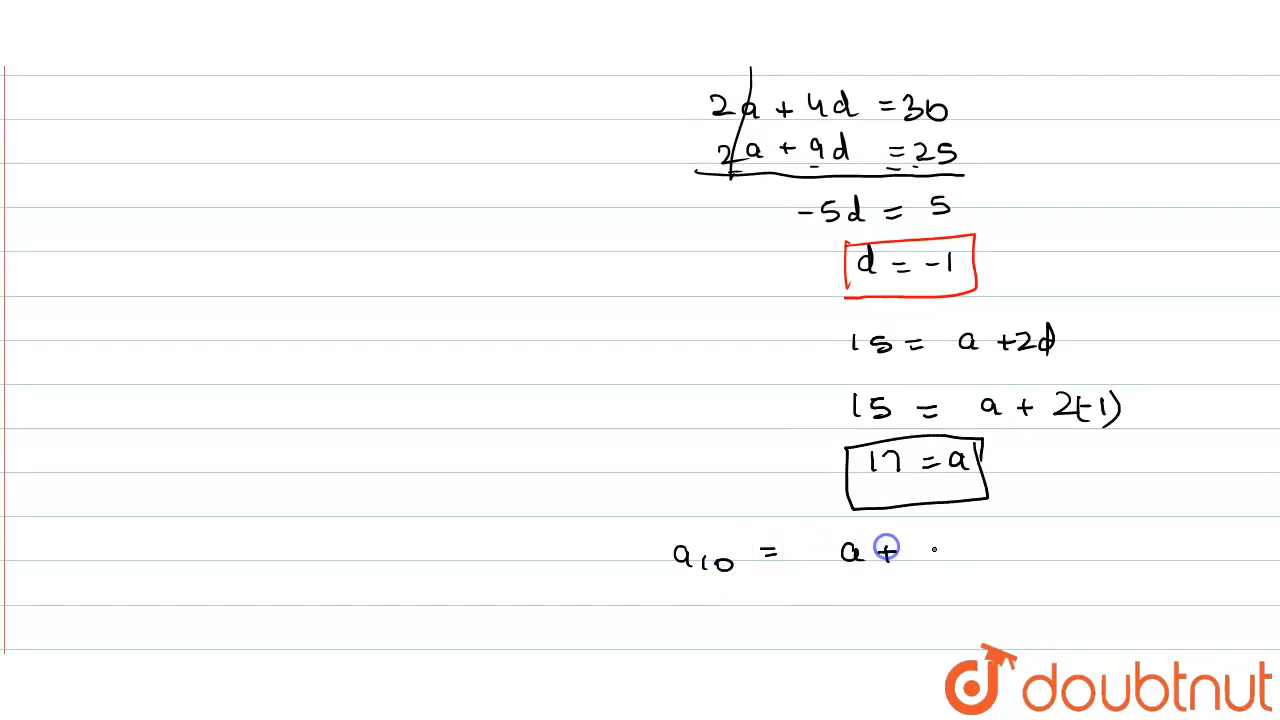 2a + 4d = 30
2a + 9d = 25
-5d = 5
d = -1
15 = a + 2d
15 = a + 2(-1)
17 = a
a10 = a +
doubtnut